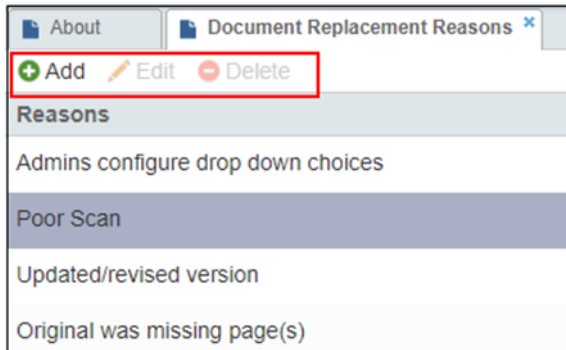 About Document Replacement Reasons ×
Add Edit Delete
Reasons
Admins configure drop down choices
Poor Scan
Updated/revised version
Original was missing page(s)